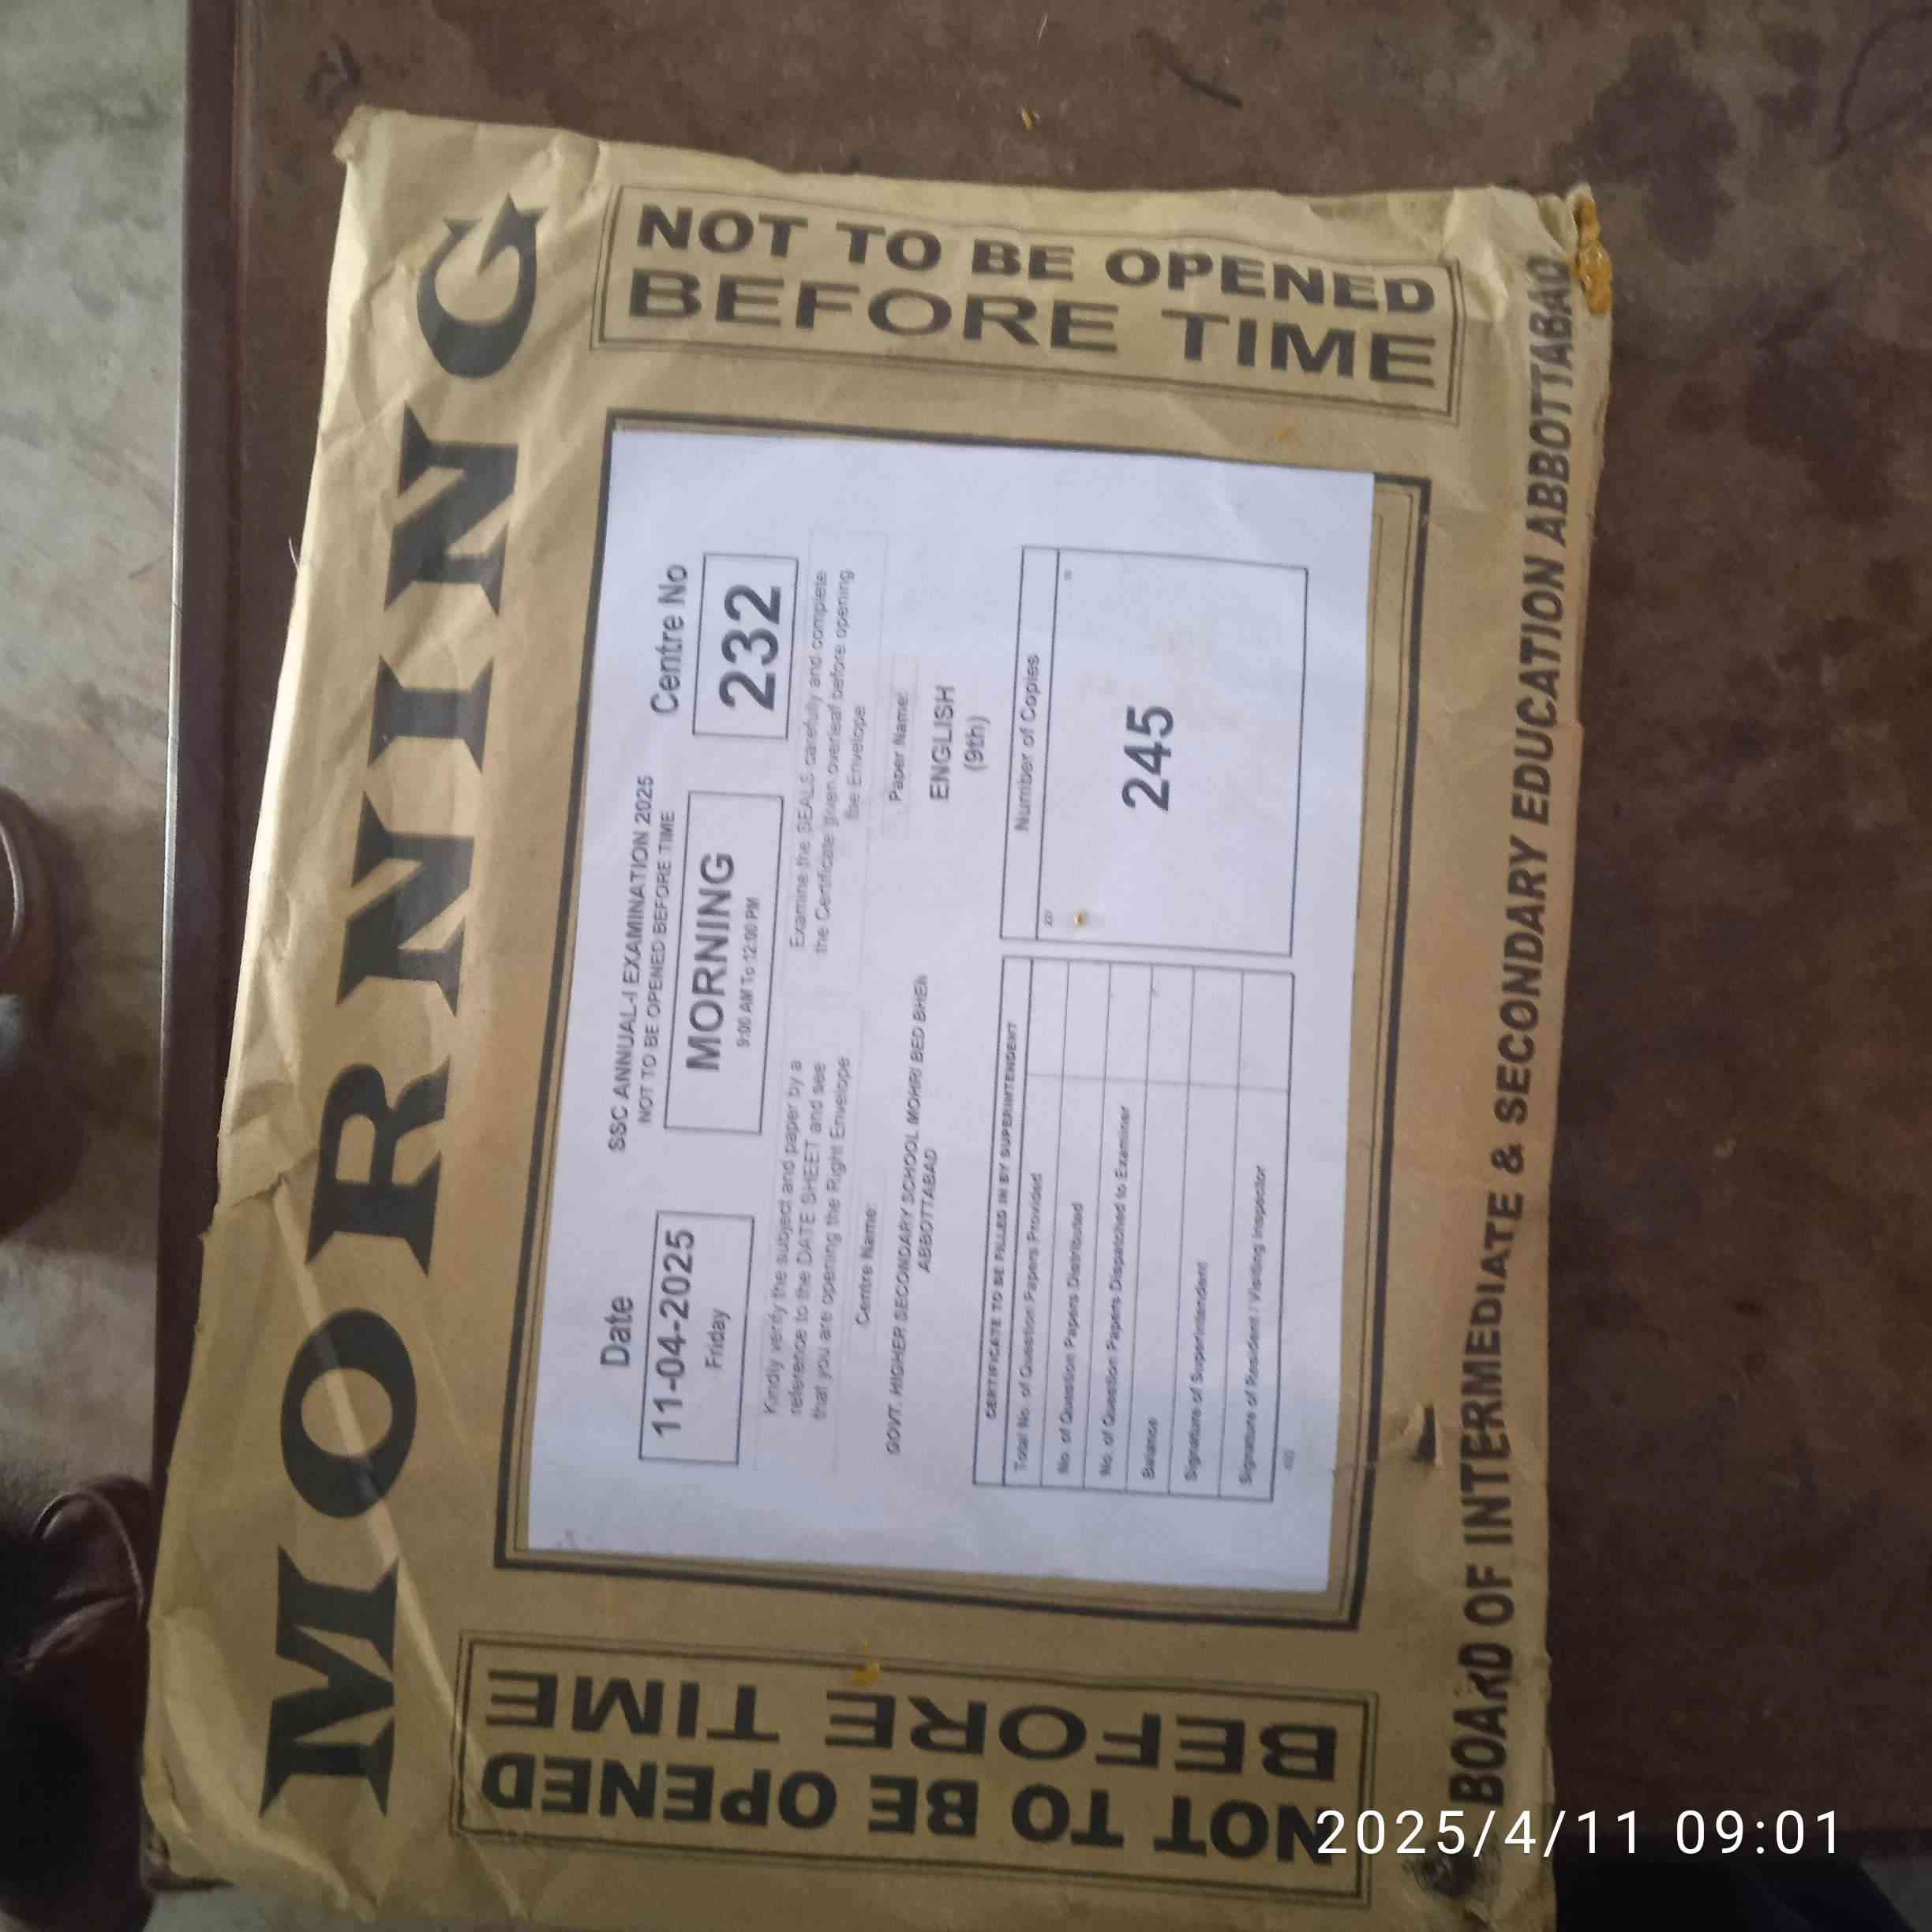 MORNING
NOT TO BE OPENED
BEFORE TIME
NOT TO BE OPENED
BEFORE TIME
SSC ANNUAL-I EXAMINATION 2025
NOT TO BE OPENED BEFORE TIME
Date
11-04-2025
Friday
MORNING
9:00 AM To 12:00 PM
Centre No
232
Kindly verify the subject and paper by a
reference to the DATE SHEET and see
that you are opening the Right Envelope
Examine the SEALS carefully and complete
the Certificate given overleaf before opening
the Envelope
Centre Name:
GOVT. HIGHER SECONDARY SCHOOL MOHRI BED BHEN
ABBOTTABAD
Paper Name:
ENGLISH
(9th)
CERTIFICATE TO BE FILLED IN BY SUPERINTENDENT
Total No. of Question Papers Provided
No. of Question Papers Distributed
No. of Question Papers Dispatched to Examiner
Balance
Signature of Superintendent
Signature of Resident / Visiting Inspector
Number of Copies
245
BOARD OF INTERMEDIATE & SECONDARY EDUCATION ABBOTTABAD
2025/4/11 09:01